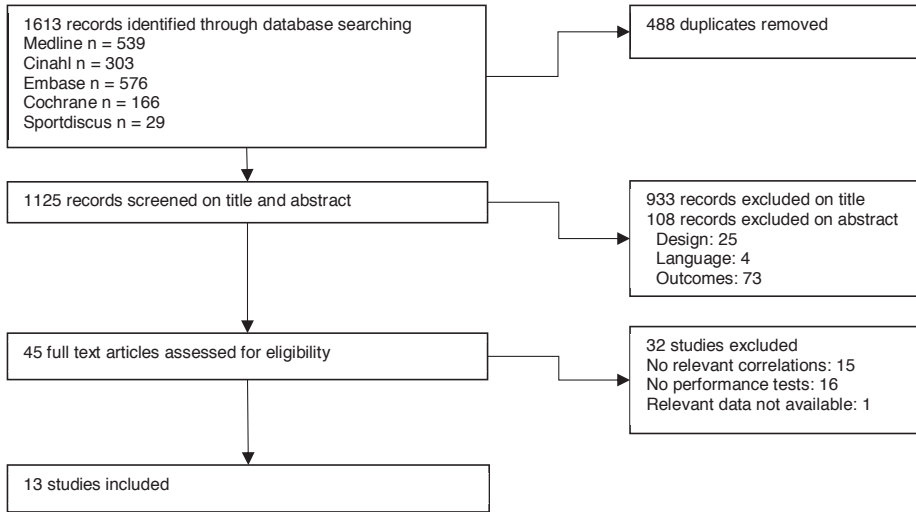 1613 records identified through database searching
Medline n = 539
Cinahl n = 303
Embase n = 576
Cochrane n = 166
Sportdiscus n = 29
488 duplicates removed
1125 records screened on title and abstract
933 records excluded on title
108 records excluded on abstract
Design: 25
Language: 4
Outcomes: 73
45 full text articles assessed for eligibility
32 studies excluded
No relevant correlations: 15
No performance tests: 16
Relevant data not available: 1
13 studies included